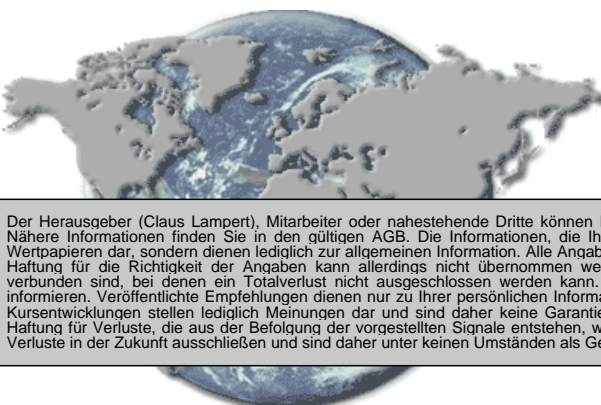 Der Herausgeber (Claus Lampert), Mitarbeiter oder nahestehende Dritte können
Nähere Informationen finden Sie in den gültigen AGB. Die Informationen, die Ih
Wertpapieren dar, sondern dienen lediglich zur allgemeinen Information. Alle Angab
Haftung für die Richtigkeit der Angaben kann allerdings nicht übernommen we
verbunden sind, bei denen ein Totalverlust nicht ausgeschlossen werden kann.
informieren. Veröffentlichte Empfehlungen dienen nur zu Ihrer persönlichen Informa
Kursentwicklungen stellen lediglich Meinungen dar und sind daher keine Garantie
Haftung für Verluste, die aus der Befolgung der vorgestellten Signale entstehen, w
Verluste in der Zukunft ausschließen und sind daher unter keinen Umständen als Ge